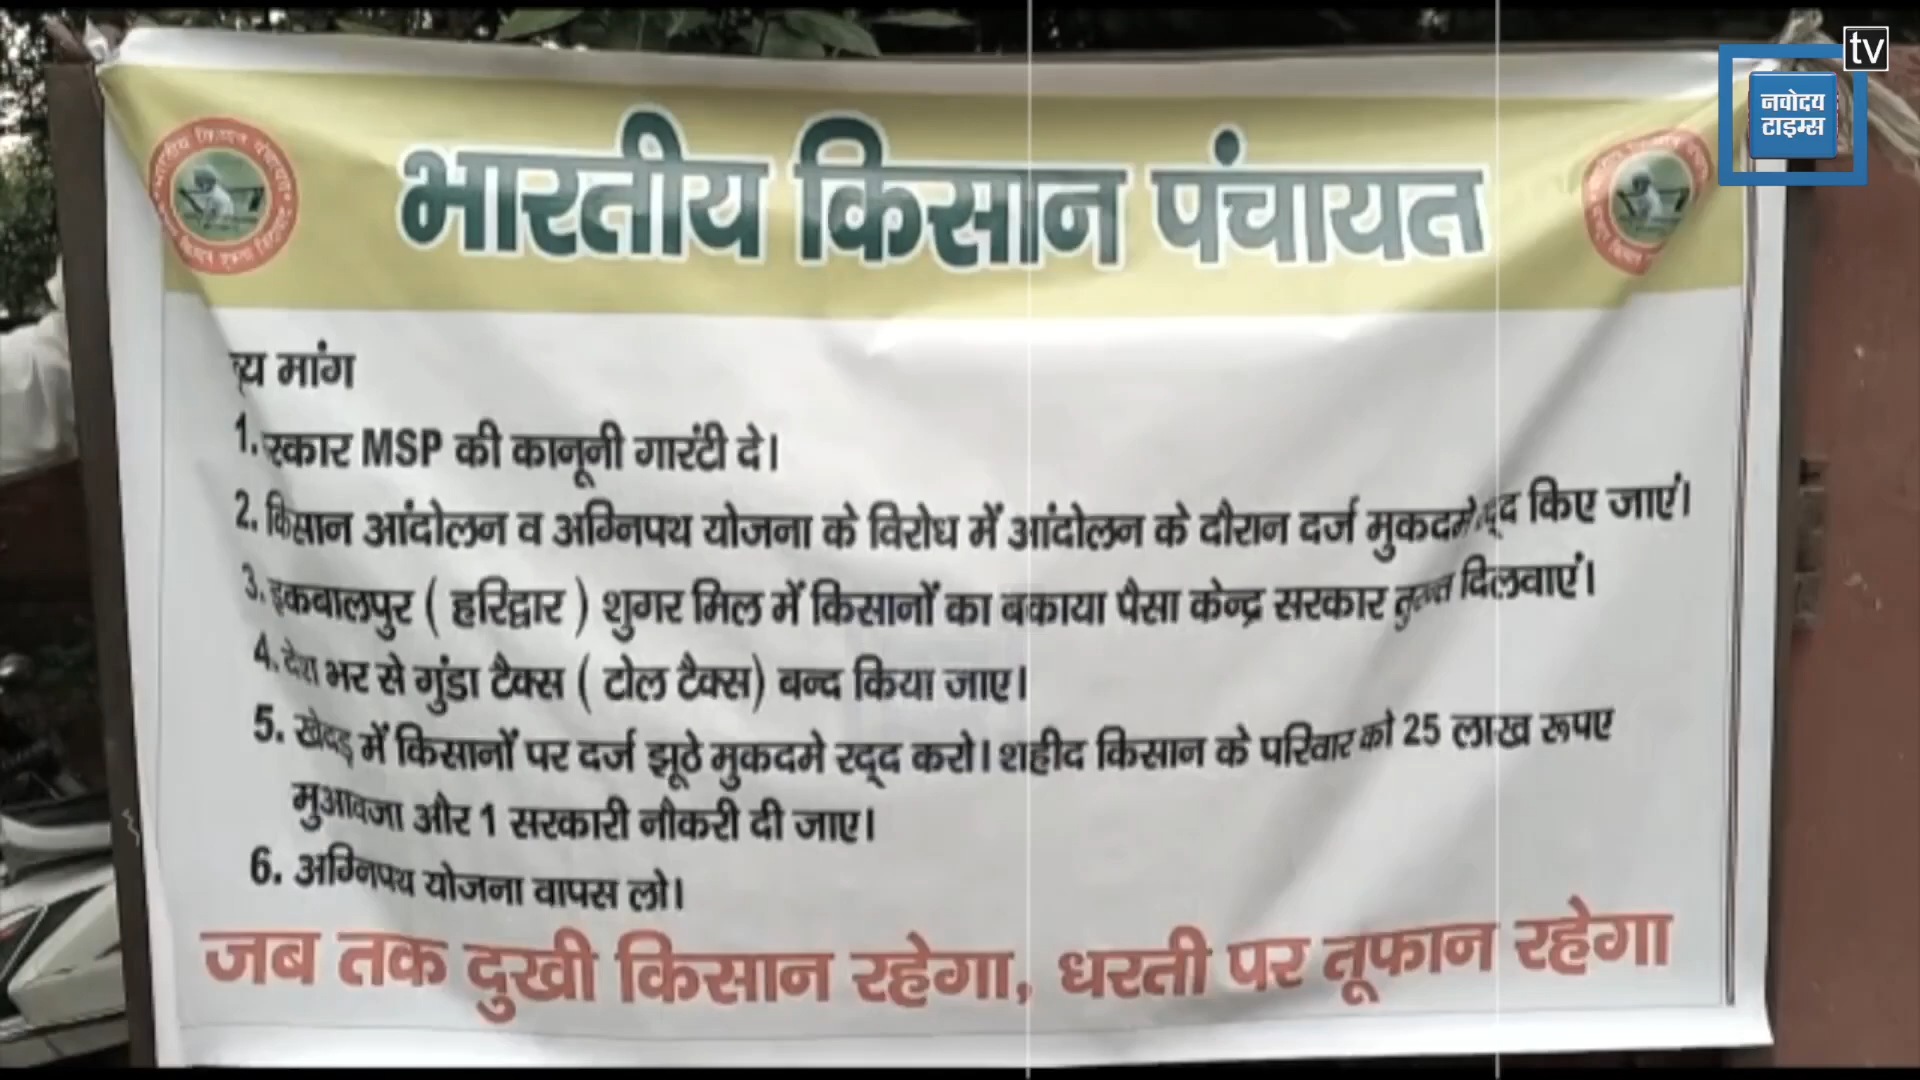 tv
नवोदय
टाइम्स
भारतीय किसान पंचायत
मांग
1. रकार MSP की कानूनी गारंटी दे।
2. किसान आंदोलन व अग्निपथ योजना के विरोध में आंदोलन के दौरान दर्ज मुकदमे द्द किए जाएं।
3. इकबालपुर ( हरिद्वार ) शुगर मिल में किसानों का बकाया पैसा केन्द्र सरकार दिलवाएं।
4. देश भर से गुंडा टैक्स ( टोल टैक्स) बन्द किया जाए।
5. खेदड़ में किसानों पर दर्ज झूठे मुकदमे रद्द करो। शहीद किसान के परिवार को 25 लाख रूपए
मुआवजा और 1 सरकारी नौकरी दी जाए।
6. अग्निपथ योजना वापस लो।
जब तक दुखी किसान रहेगा, धरती पर तूफान रहेगा